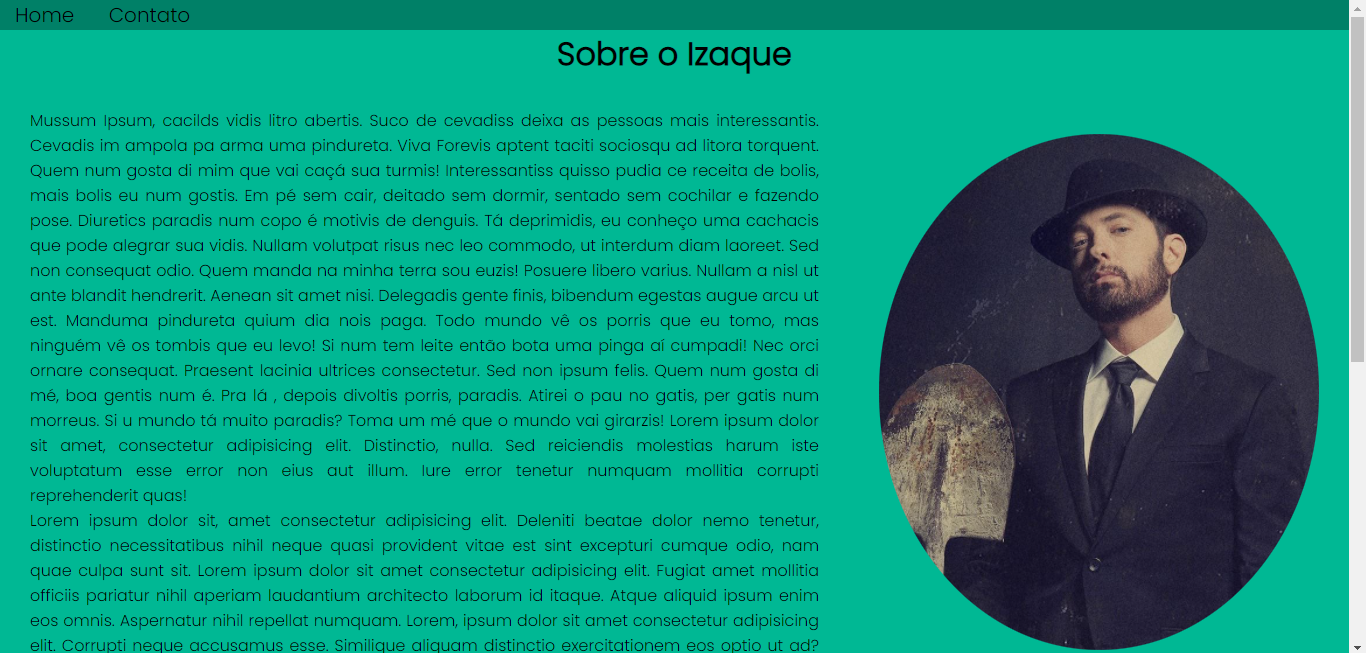 Home Contato
Sobre o Izaque
Mussum Ipsum, cacilds vidis litro abertis. Suco de cevadiss deixa as pessoas mais interessantis.
Cevadis im ampola pa arma uma pindureta. Viva Forevis aptent taciti sociosqu ad litora torquent.
Quem num gosta di mim que vai caçá sua turmis! Interessantiss quisso pudia ce receita de bolis,
mais bolis eu num gostis. Em pé sem cair, deitado sem dormir, sentado sem cochilar e fazendo
pose. Diuretics paradis num copo é motivis de denguis. Tá deprimidis, eu conheço uma cachacis
que pode alegrar sua vidis. Nullam volutpat risus nec leo commodo, ut interdum diam laoreet. Sed
non consequat odio. Quem manda na minha terra sou euzis! Posuere libero varius. Nullam a nisl ut
ante blandit hendrerit. Aenean sit amet nisi. Delegadis gente finis, bibendum egestas augue arcu ut
est. Manduma pindureta quium dia nois paga. Todo mundo vê os porris que eu tomo, mas
ninguém vê os tombis que eu levo! Si num tem leite então bota uma pinga aí cumpadi! Nec orci
ornare consequat. Praesent lacinia ultrices consectetur. Sed non ipsum felis. Quem num gosta di
mé, boa gentis num é. Pra lá , depois divoltis porris, paradis. Atirei o pau no gatis, per gatis num
morreus. Si u mundo tá muito paradis? Toma um mé que o mundo vai girarzis! Lorem ipsum dolor
sit amet, consectetur adipisicing elit. Distinctio, nulla. Sed reiciendis molestias harum iste
voluptatum esse error non eius aut illum. Iure error tenetur numquam mollitia corrupti
reprehenderit quas!
Lorem ipsum dolor sit, amet consectetur adipisicing elit. Deleniti beatae dolor nemo tenetur,
distinctio necessitatibus nihil neque quasi provident vitae est sint excepturi cumque odio, nam
quae culpa sunt sit. Lorem ipsum dolor sit amet consectetur adipisicing elit. Fugiat amet mollitia
officiis pariatur nihil aperiam laudantium architecto laborum id itaque. Atque aliquid ipsum enim
eos omnis. Aspernatur nihil repellat numquam. Lorem, ipsum dolor sit amet consectetur adipisicing
elit. Corrupti neque accusamus esse. Similique aliquam distinctio exercitationem eos optio ut ad?